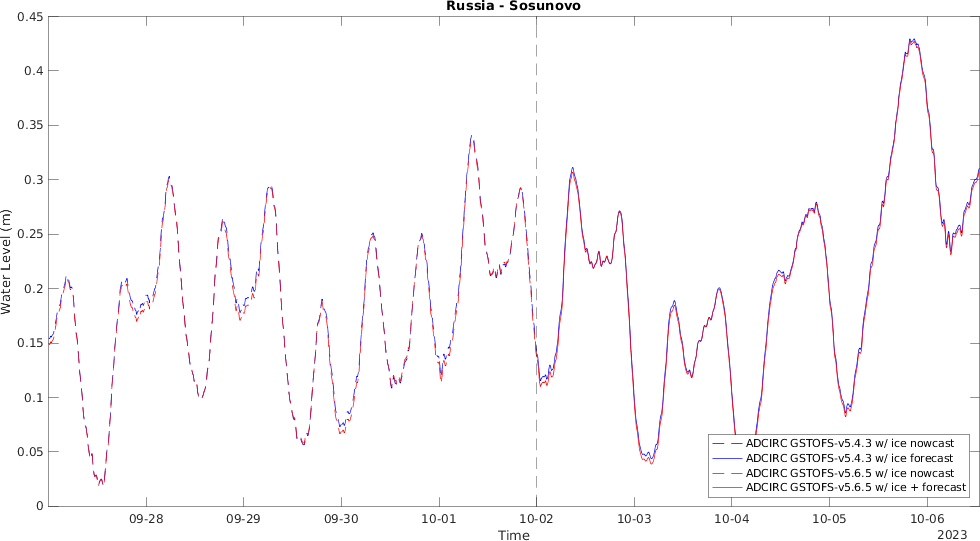 Russia - Sosunovo
0.45
0.4
0.35
0.3
0.25
0.2
0.15
0.1
0.05
0
Water Level (m)
ADCIRC GSTOFS-v5.4.3 w/ ice nowcast
ADCIRC GSTOFS-v5.4.3 w/ ice forecast
ADCIRC GSTOFS-v5.6.5 w/ ice nowcast
ADCIRC GSTOFS-v5.6.5 w/ ice + forecast
09-28 09-29 09-30 10-01 10-02 10-03 10-04 10-05 10-06
Time
2023